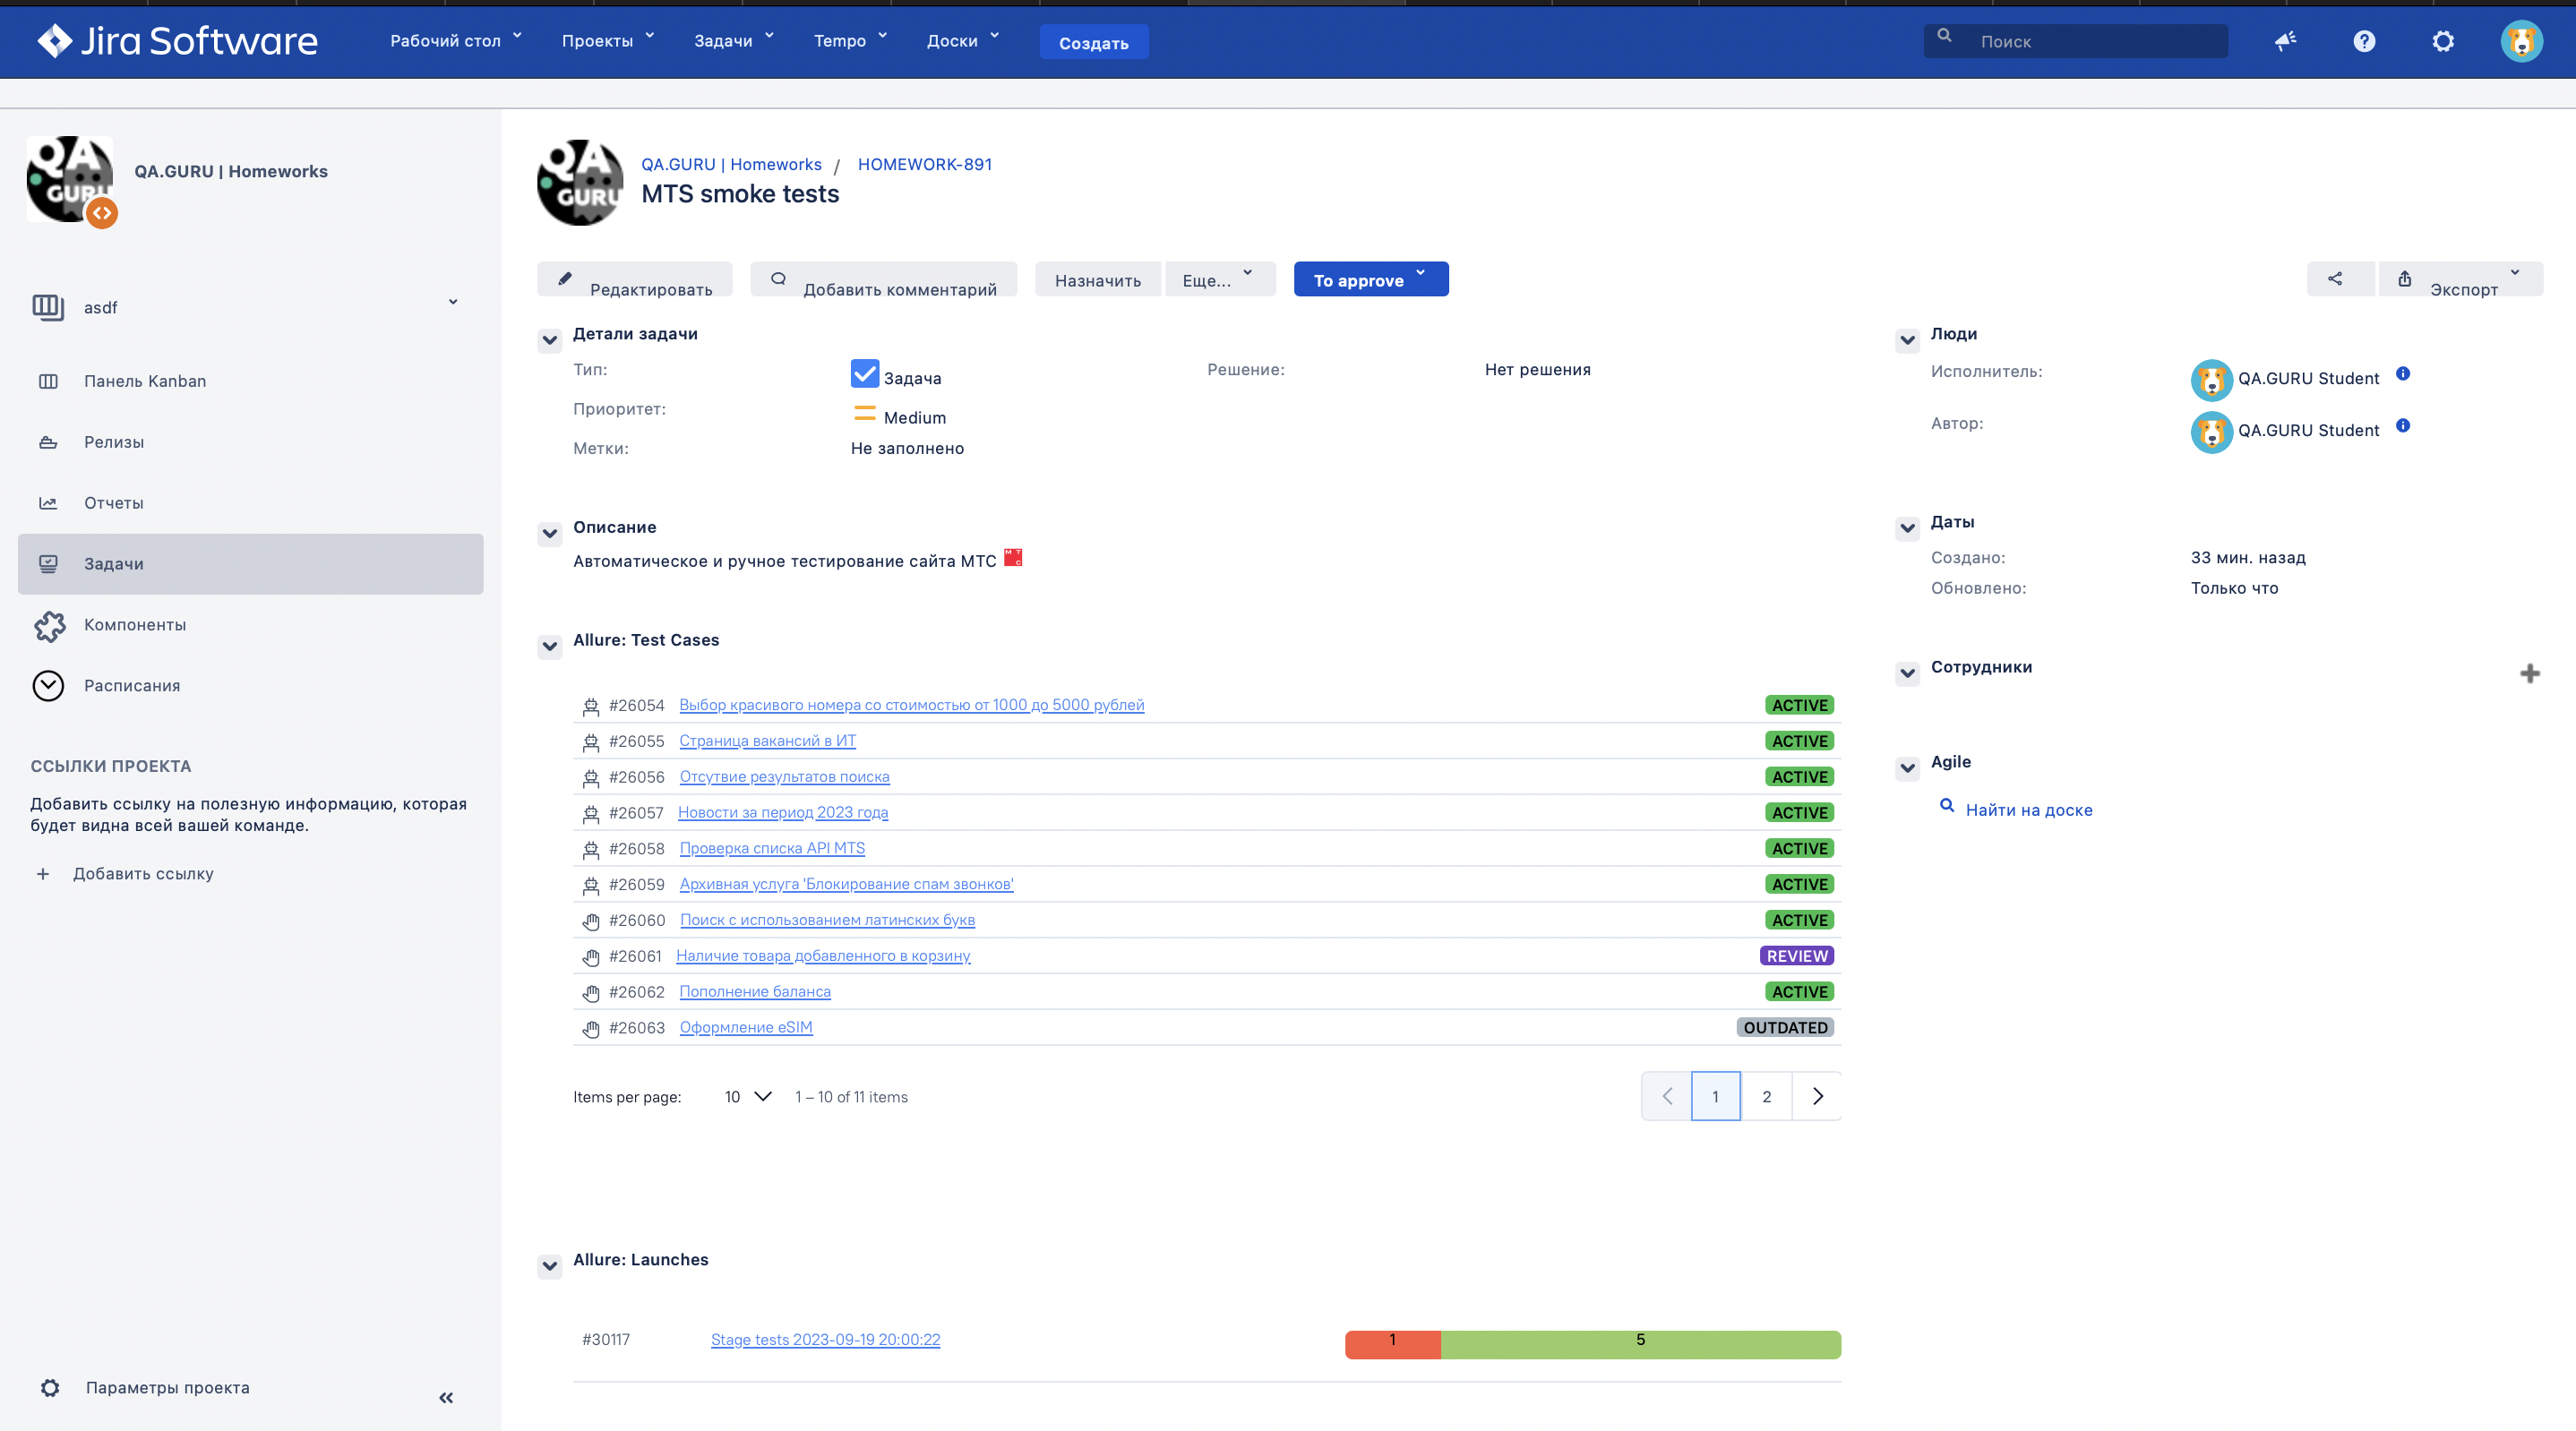 Jira Software
Рабочий стол
Проекты
Задачи
Tempo
Доски
Создать
Поиск
QA GURU
QA.GURU | Homeworks
asdf
Панель Kanban
Релизы
Отчеты
Задачи
Компоненты
Расписания
ССЫЛКИ ПРОЕКТА
Добавить ссылку на полезную информацию, которая
будет видна всей вашей команде.
+ Добавить ссылку
Параметры проекта
QA GURU
QA.GURU | Homeworks / HOMEWORK-891
MTS smoke tests
Редактировать
Добавить комментарий
Назначить
Еще...
To approve
Экспорт
Детали задачи
Тип: Задача
Решение: Нет решения
Приоритет: Medium
Метки: Не заполнено
Описание
Автоматическое и ручное тестирование сайта МТС
Allure: Test Cases
#26054 Выбор красивого номера со стоимостью от 1000 до 5000 рублей ACTIVE
#26055 Страница вакансий в ИТ ACTIVE
#26056 Отсутвие результатов поиска ACTIVE
#26057 Новости за период 2023 года ACTIVE
#26058 Проверка списка API MTS ACTIVE
#26059 Архивная услуга 'Блокирование спам звонков' ACTIVE
#26060 Поиск с использованием латинских букв ACTIVE
#26061 Наличие товара добавленного в корзину REVIEW
#26062 Пополнение баланса ACTIVE
#26063 Оформление eSIM OUTDATED
Items per page: 10 1 – 10 of 11 items
1 2
Allure: Launches
#30117 Stage tests 2023-09-19 20:00:22 1 5
Люди
Исполнитель: QA.GURU Student
Автор: QA.GURU Student
Даты
Создано: 33 мин. назад
Обновлено: Только что
Сотрудники
Agile
Найти на доске